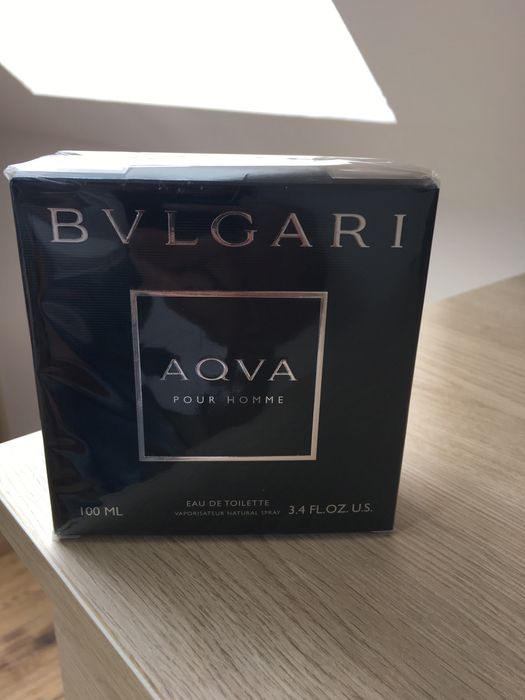 BVLGARI
AQVA
POUR HOMME
EAU DE TOILETTE
100 ML VAPORISATEUR NATURAL SPRAY 3.4 FL.OZ. U.S.